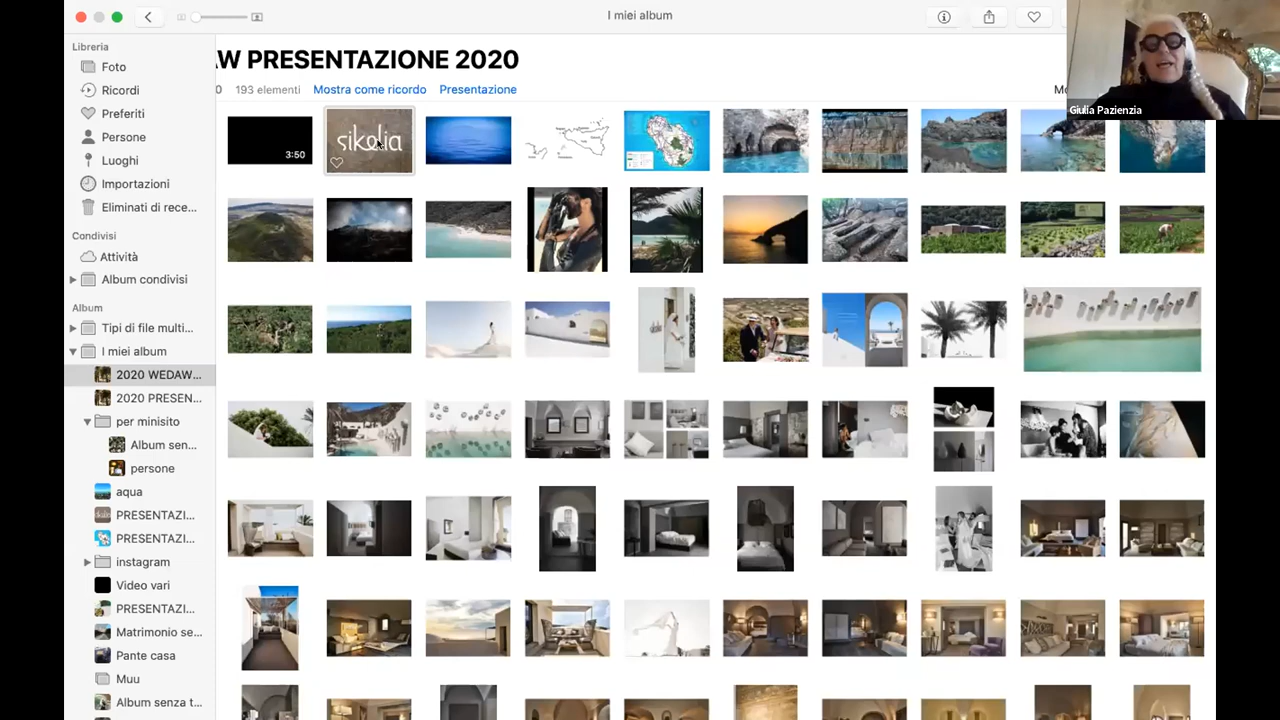 I miei album
Libreria
Foto
Ricordi
Preferiti
Persone
Luoghi
Importazioni
Eliminati di rece...
Condivisi
Attività
Album condivisi
Album
Tipi di file multi...
I miei album
2020 WEDAW...
2020 PRESEN...
per minisito
Album sen...
persone
aqua
PRESENTAZI...
PRESENTAZI...
instagram
Video vari
PRESENTAZI...
Matrimonio se...
Pante casa
Muu
Album senza t...
AW PRESENTAZIONE 2020
0 193 elementi Mostra come ricordo Presentazione
Giulia Pazienzia
3:50
sikelia